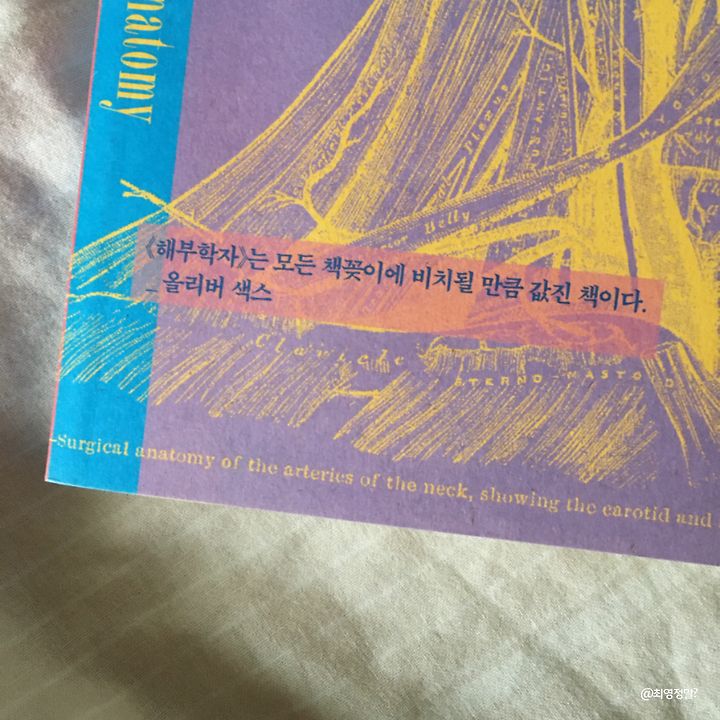 natomy
Plexus
Belly
《해부학자》는 모든 책꽂이에 비치될 만큼 값진 책이다.
– 올리버 색스
Clavicle
STERNO-MASTOID
–Surgical anatomy of the arteries of the neck, showing the carotid and
@최영정말?